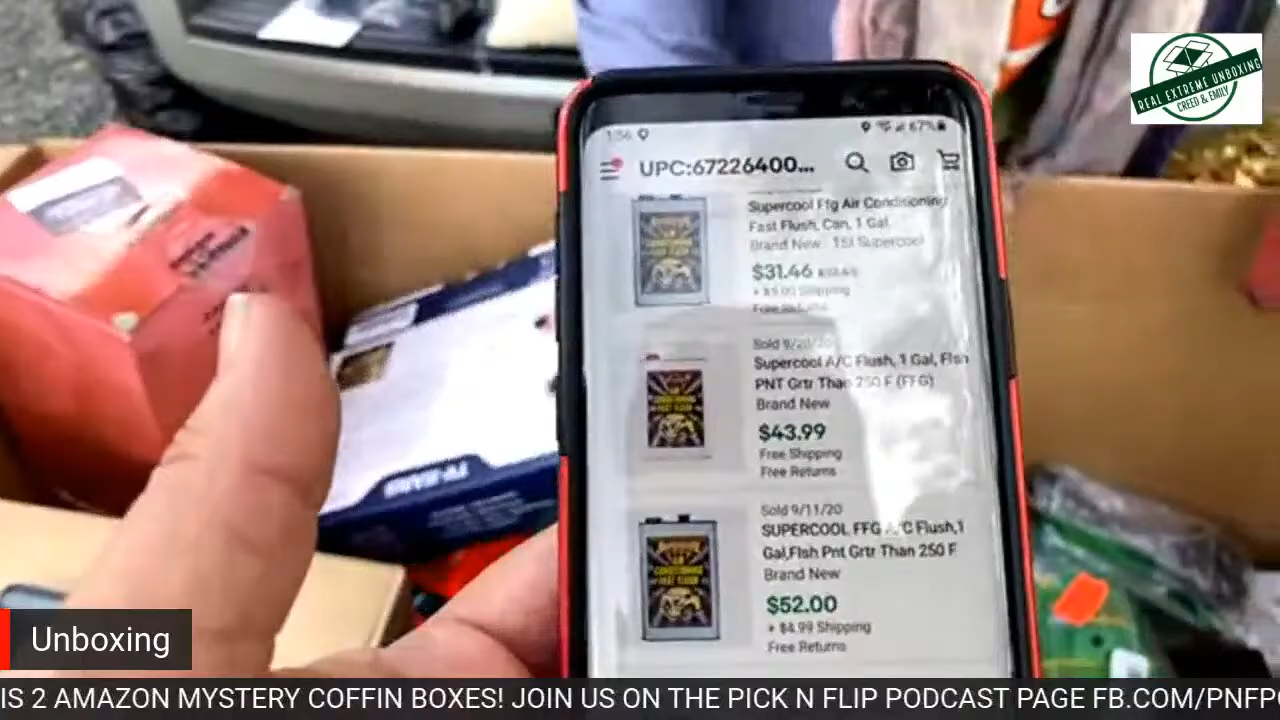 REAL EXTREME UNBOXING
CREED & EMILY
1:56
67%
UPC:67226400...
Supercool Ffg Air Conditioning
Fast Flush, Can, 1 Gal
Brand New
$31.46
Shipping
Sold 9/20/20
Supercool A/C Flush, 1 Gal, Flsh
PNT Grtr Than 250 F (FFG)
Brand New
$43.99
Free Shipping
Free Returns
Sold 9/11/20
SUPERCOOL FFG A/C Flush,1
Gal,Flsh Pnt Grtr Than 250 F
Brand New
$52.00
+ $4.99 Shipping
Free Returns
Unboxing
IS 2 AMAZON MYSTERY COFFIN BOXES! JOIN US ON THE PICK N FLIP PODCAST PAGE FB.COM/PNFP